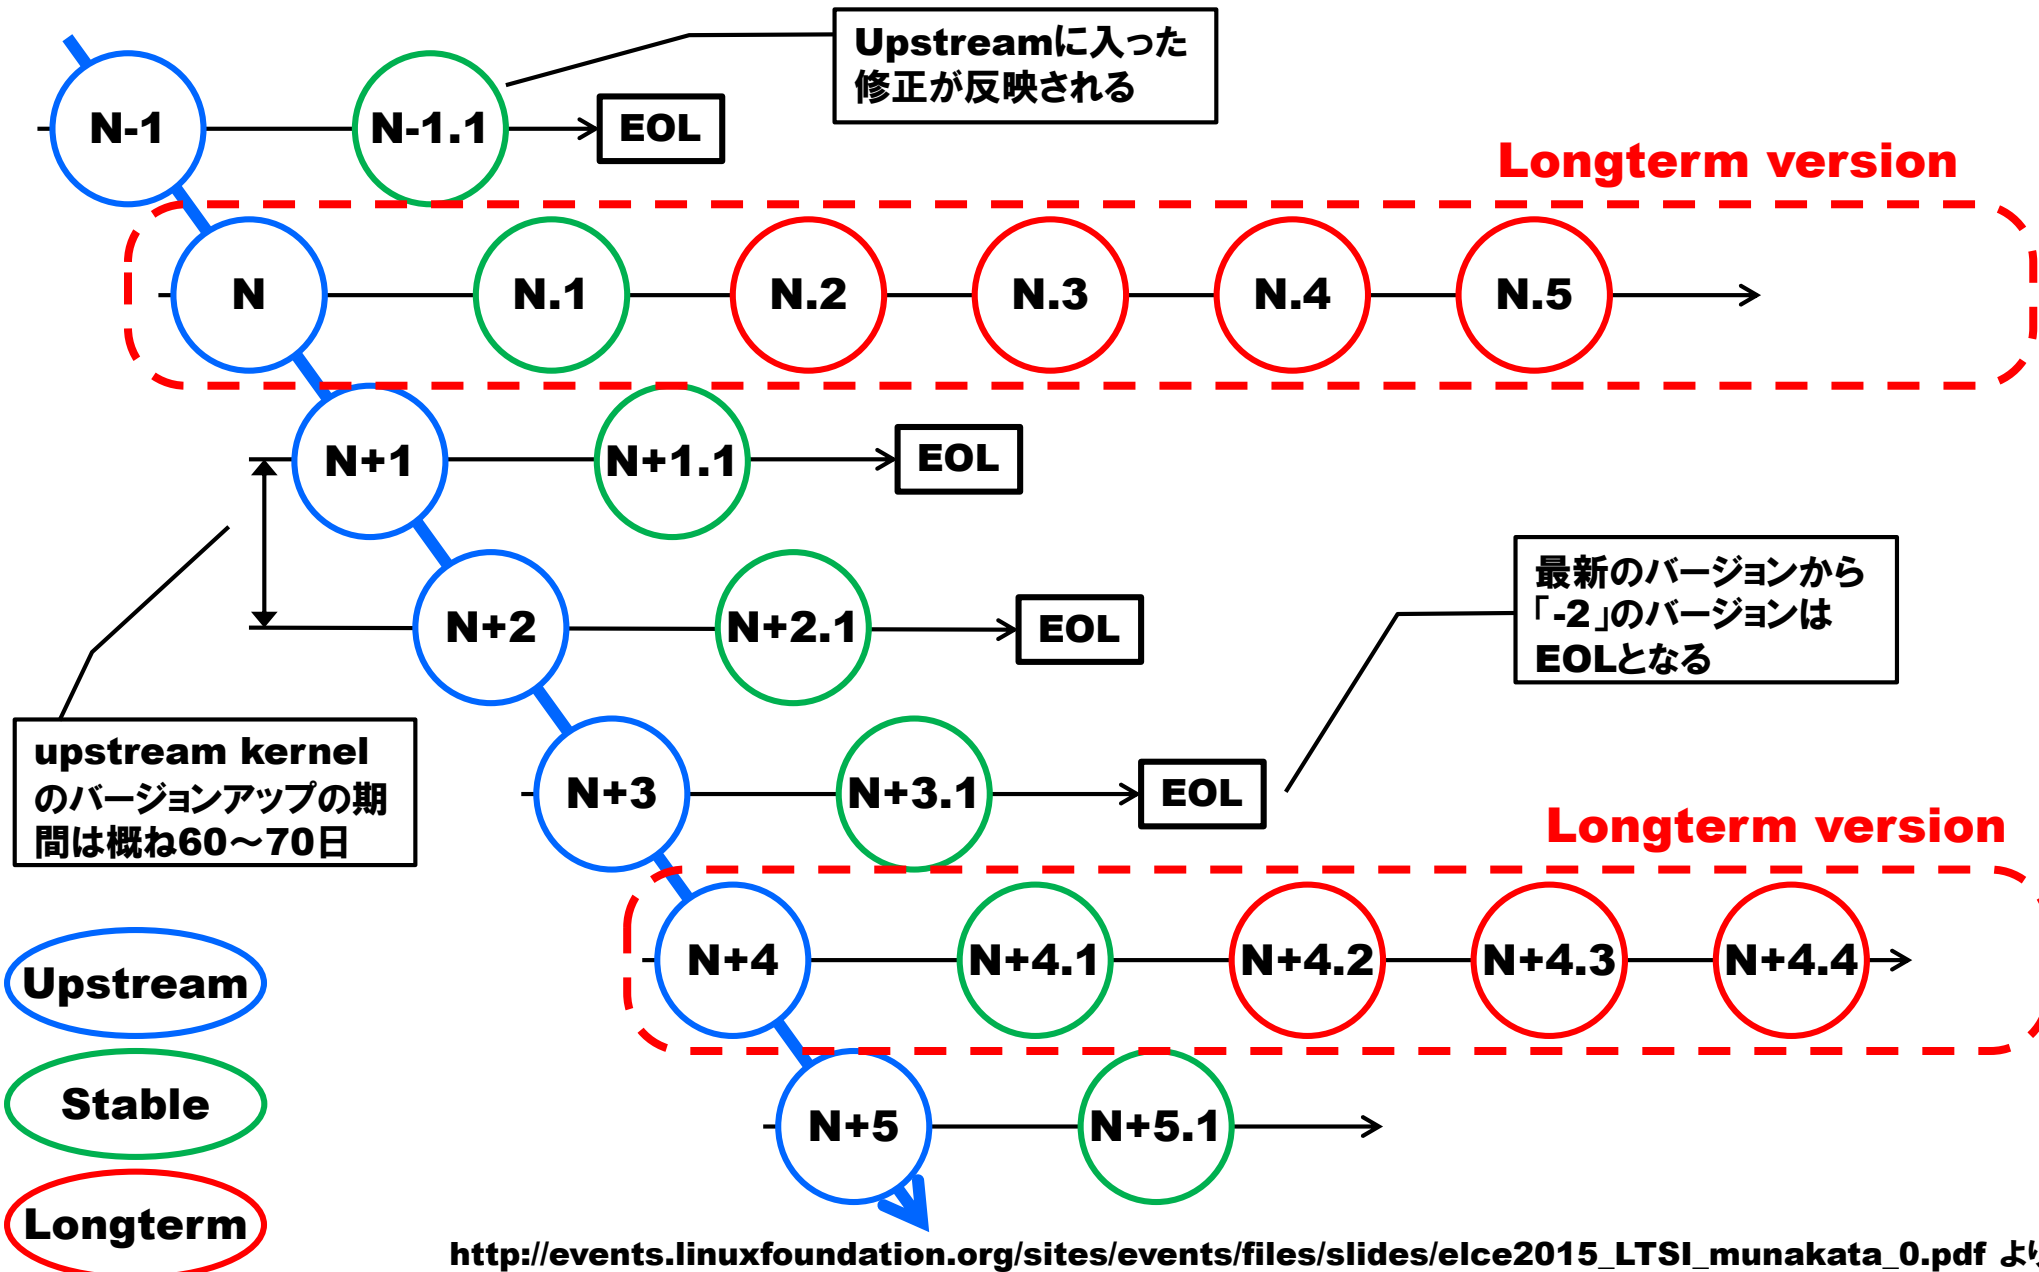 Upstreamに入った
修正が反映される
N-1
N-1.1
EOL
Longterm version
N
N.1
N.2
N.3
N.4
N.5
N+1
N+1.1
EOL
最新のバージョンから
「-2」のバージョンは
EOLとなる
N+2
N+2.1
EOL
upstream kernel
のバージョンアップの期
間は概ね60～70日
N+3
N+3.1
EOL
Longterm version
N+4
N+4.1
N+4.2
N+4.3
N+4.4
Upstream
Stable
N+5
N+5.1
Longterm
http://events.linuxfoundation.org/sites/events/files/slides/elce2015_LTSI_munakata_0.pdf より